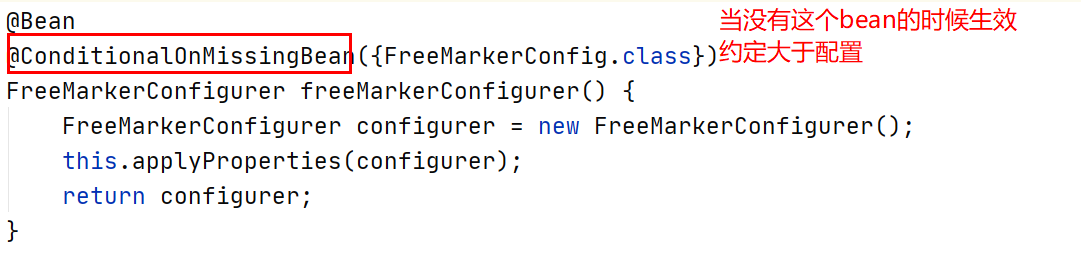 @Bean
当没有这个bean的时候生效
@ConditionalOnMissingBean({FreeMarkerConfig.class})
约定大于配置
FreeMarkerConfigurer freeMarkerConfigurer() {
    FreeMarkerConfigurer configurer = new FreeMarkerConfigurer();
    this.applyProperties(configurer);
    return configurer;
}